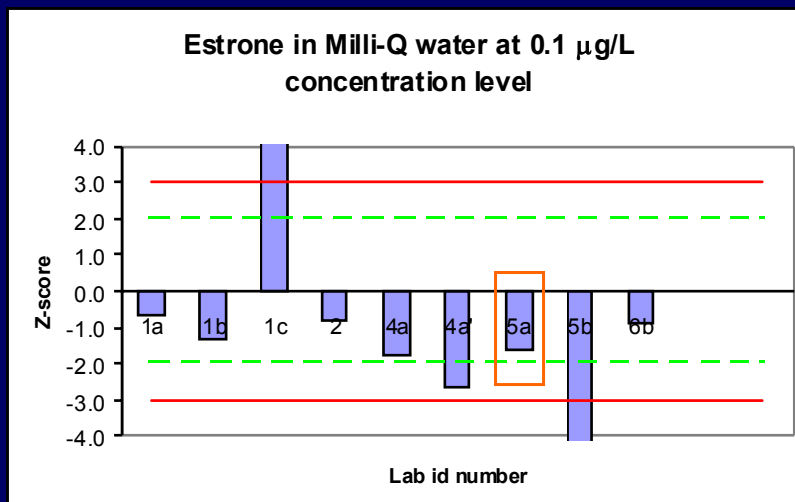 Estrone in Milli-Q water at 0.1 µg/L
concentration level
4.0
3.0
2.0
1.0
0.0
-1.0
-2.0
-3.0
-4.0
Z-score
1a 1b 1c 2 4a 4a' 5a 5b 6b
Lab id number